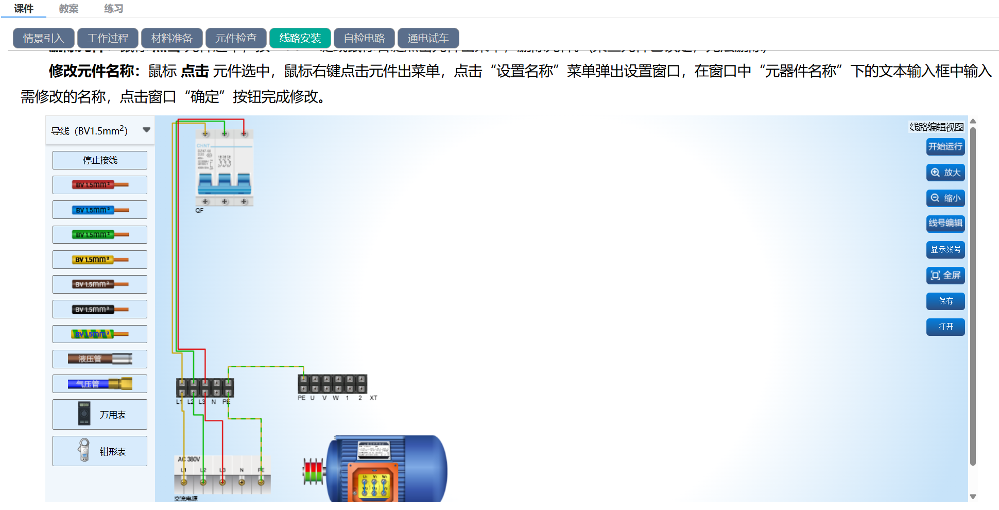 课件 教案 练习
情景引入 工作过程 材料准备 元件检查 线路安装 自检电路 通电试车
修改元件名称：鼠标 点击 元件选中，鼠标右键点击元件出菜单，点击“设置名称”菜单弹出设置窗口，在窗口中“元器件名称”下的文本输入框中输入
需修改的名称，点击窗口“确定”按钮完成修改。
导线（BV1.5mm²）
停止接线
BV 1.5mm²
BV 1.5mm²
BV 1.5mm²
BV 1.5mm²
BV 1.5mm²
BV 1.5mm²
BV 1.5mm²
液压管
气压管
万用表
钳形表
CHNT
DZ47-60
QF
L1 L2 L3 N PE
PE U V W 1 2 XT
AC 380V
L1 L2 L3 N PE
交流电源
U1 V1 W1
线路编辑视图
开始运行
放大
缩小
线号编辑
显示线号
全屏
保存
打开